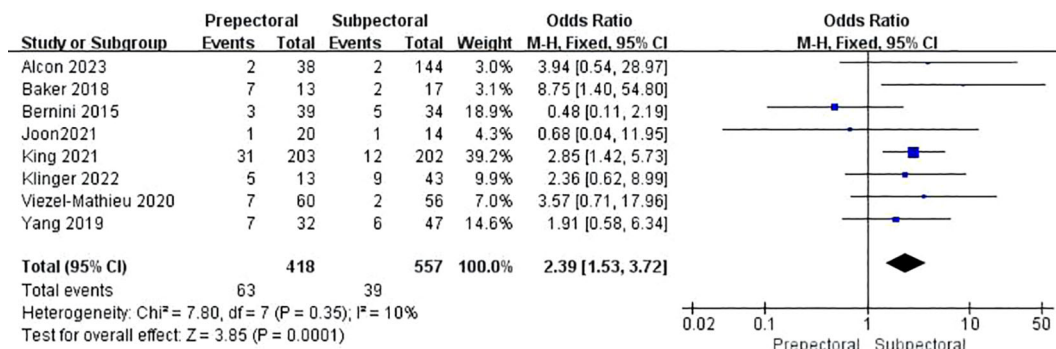 Prepectoral Subpectoral Odds Ratio Odds Ratio
Study or Subgroup Events Total Events Total Weight M-H, Fixed, 95% CI M-H, Fixed, 95% CI
Alcon 2023 2 38 2 144 3.0% 3.94 [0.54, 28.97]
Baker 2018 7 13 2 17 3.1% 8.75 [1.40, 54.80]
Bernini 2015 3 39 5 34 18.9% 0.48 [0.11, 2.19]
Joon2021 1 20 1 14 4.3% 0.68 [0.04, 11.95]
King 2021 31 203 12 202 39.2% 2.85 [1.42, 5.73]
Klinger 2022 5 13 9 43 9.9% 2.36 [0.62, 8.99]
Viezel-Mathieu 2020 7 60 2 56 7.0% 3.57 [0.71, 17.96]
Yang 2019 7 32 6 47 14.6% 1.91 [0.58, 6.34]
Total (95% CI) 418 557 100.0% 2.39 [1.53, 3.72]
Total events 63 39
Heterogeneity: Chi² = 7.80, df = 7 (P = 0.35); I² = 10%
Test for overall effect: Z = 3.85 (P = 0.0001)
0.02 0.1 1 10 50
Prepectoral Subpectoral